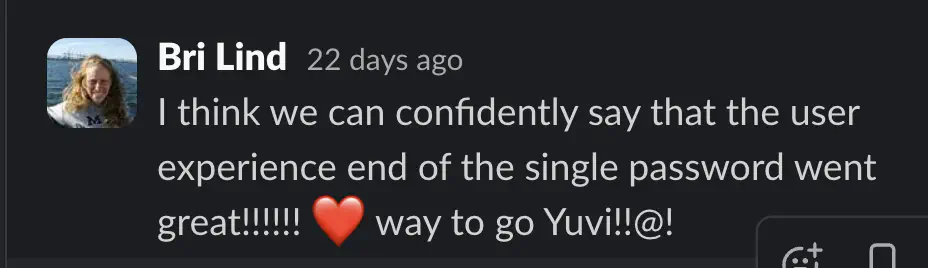 Bri Lind 22 days ago
I think we can confidently say that the user
experience end of the single password went
great!!!!!! ❤️ way to go Yuvi!!@!